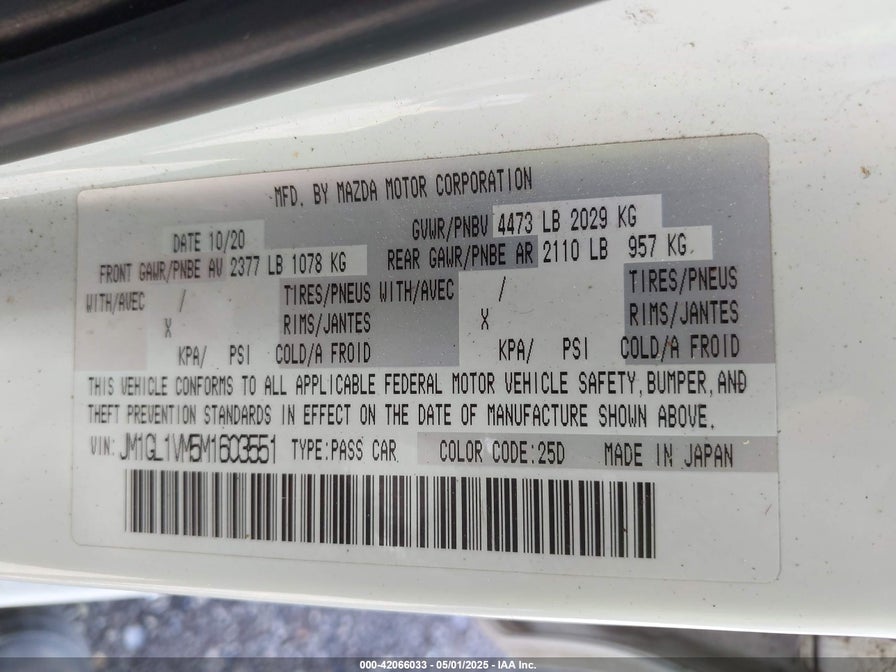 MFD. BY MAZDA MOTOR CORPORATION
DATE 10/20 GVWR/PNBV 4473 LB 2029 KG
FRONT GAWR/PNBE AV 2377 LB 1078 KG REAR GAWR/PNBE AR 2110 LB 957 KG
WITH/AVEC / TIRES/PNEUS WITH/AVEC / TIRES/PNEUS
X RIMS/JANTES X RIMS/JANTES
KPA/ PSI COLD/A FROID KPA/ PSI COLD/A FROID
THIS VEHICLE CONFORMS TO ALL APPLICABLE FEDERAL MOTOR VEHICLE SAFETY, BUMPER, AND
THEFT PREVENTION STANDARDS IN EFFECT ON THE DATE OF MANUFACTURE SHOWN ABOVE.
VIN: JM1GL1VM5M1603551 TYPE:PASS CAR COLOR CODE:25D MADE IN JAPAN
000-42066033 — 05/01/2025 — IAA Inc.